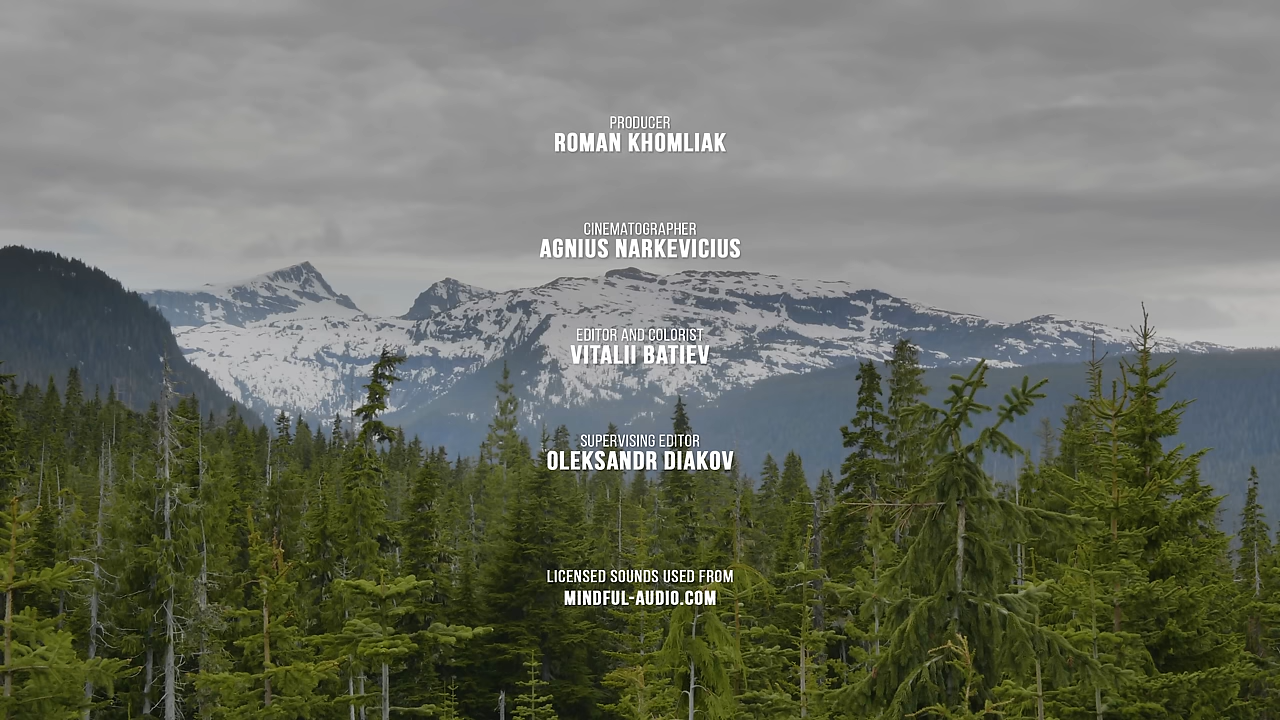 PRODUCER
ROMAN KHOMLIAK
CINEMATOGRAPHER
AGNIUS NARKEVICIUS
EDITOR AND COLORIST
VITALII BATIEV
SUPERVISING EDITOR
OLEKSANDR DIAKOV
LICENSED SOUNDS USED FROM
MINDFUL-AUDIO.COM